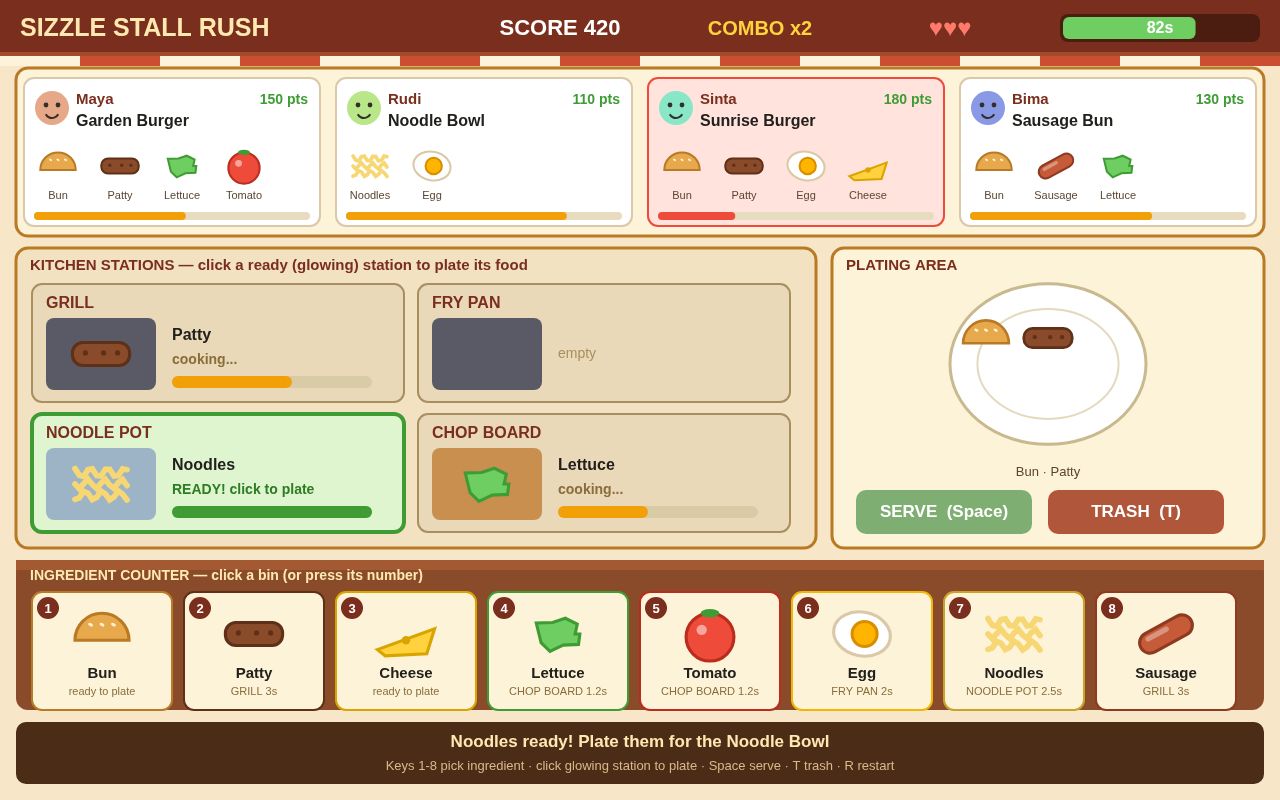 SIZZLE STALL RUSH
SCORE 420
COMBO x2
♥♥♥
82s
Maya
150 pts
Garden Burger
Bun
Patty
Lettuce
Tomato
Rudi
110 pts
Noodle Bowl
Noodles
Egg
Sinta
180 pts
Sunrise Burger
Bun
Patty
Egg
Cheese
Bima
130 pts
Sausage Bun
Bun
Sausage
Lettuce
KITCHEN STATIONS — click a ready (glowing) station to plate its food
GRILL
Patty
cooking...
FRY PAN
empty
NOODLE POT
Noodles
READY! click to plate
CHOP BOARD
Lettuce
cooking...
PLATING AREA
Bun · Patty
SERVE (Space)
TRASH (T)
INGREDIENT COUNTER — click a bin (or press its number)
1
Bun
ready to plate
2
Patty
GRILL 3s
3
Cheese
ready to plate
4
Lettuce
CHOP BOARD 1.2s
5
Tomato
CHOP BOARD 1.2s
6
Egg
FRY PAN 2s
7
Noodles
NOODLE POT 2.5s
8
Sausage
GRILL 3s
Noodles ready! Plate them for the Noodle Bowl
Keys 1-8 pick ingredient · click glowing station to plate · Space serve · T trash · R restart